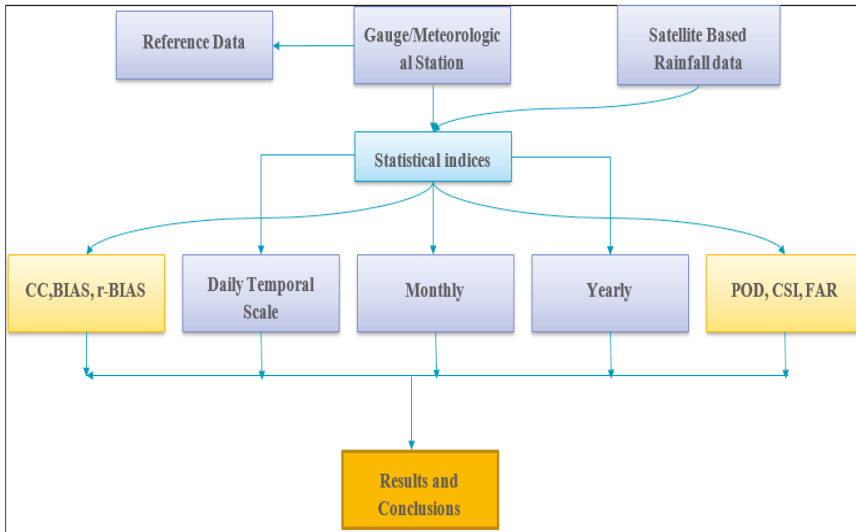 Reference Data
Gauge/Meteorologic
al Station
Satellite Based
Rainfall data
Statistical indices
CC,BIAS, r-BIAS
Daily Temporal
Scale
Monthly
Yearly
POD, CSI, FAR
Results and
Conclusions